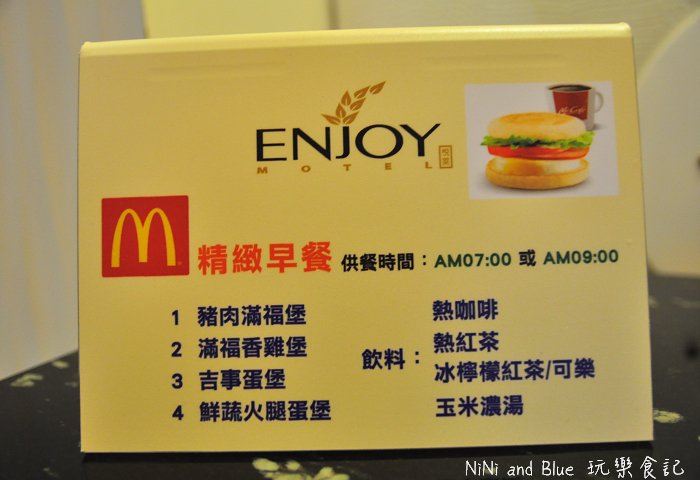 ENJOY
MOTEL
精緻早餐 供餐時間：AM07:00 或 AM09:00
1 豬肉滿福堡
2 滿福香雞堡
3 吉事蛋堡
4 鮮蔬火腿蛋堡
飲料：
熱咖啡
熱紅茶
冰檸檬紅茶/可樂
玉米濃湯
NiNi and Blue 玩樂食記